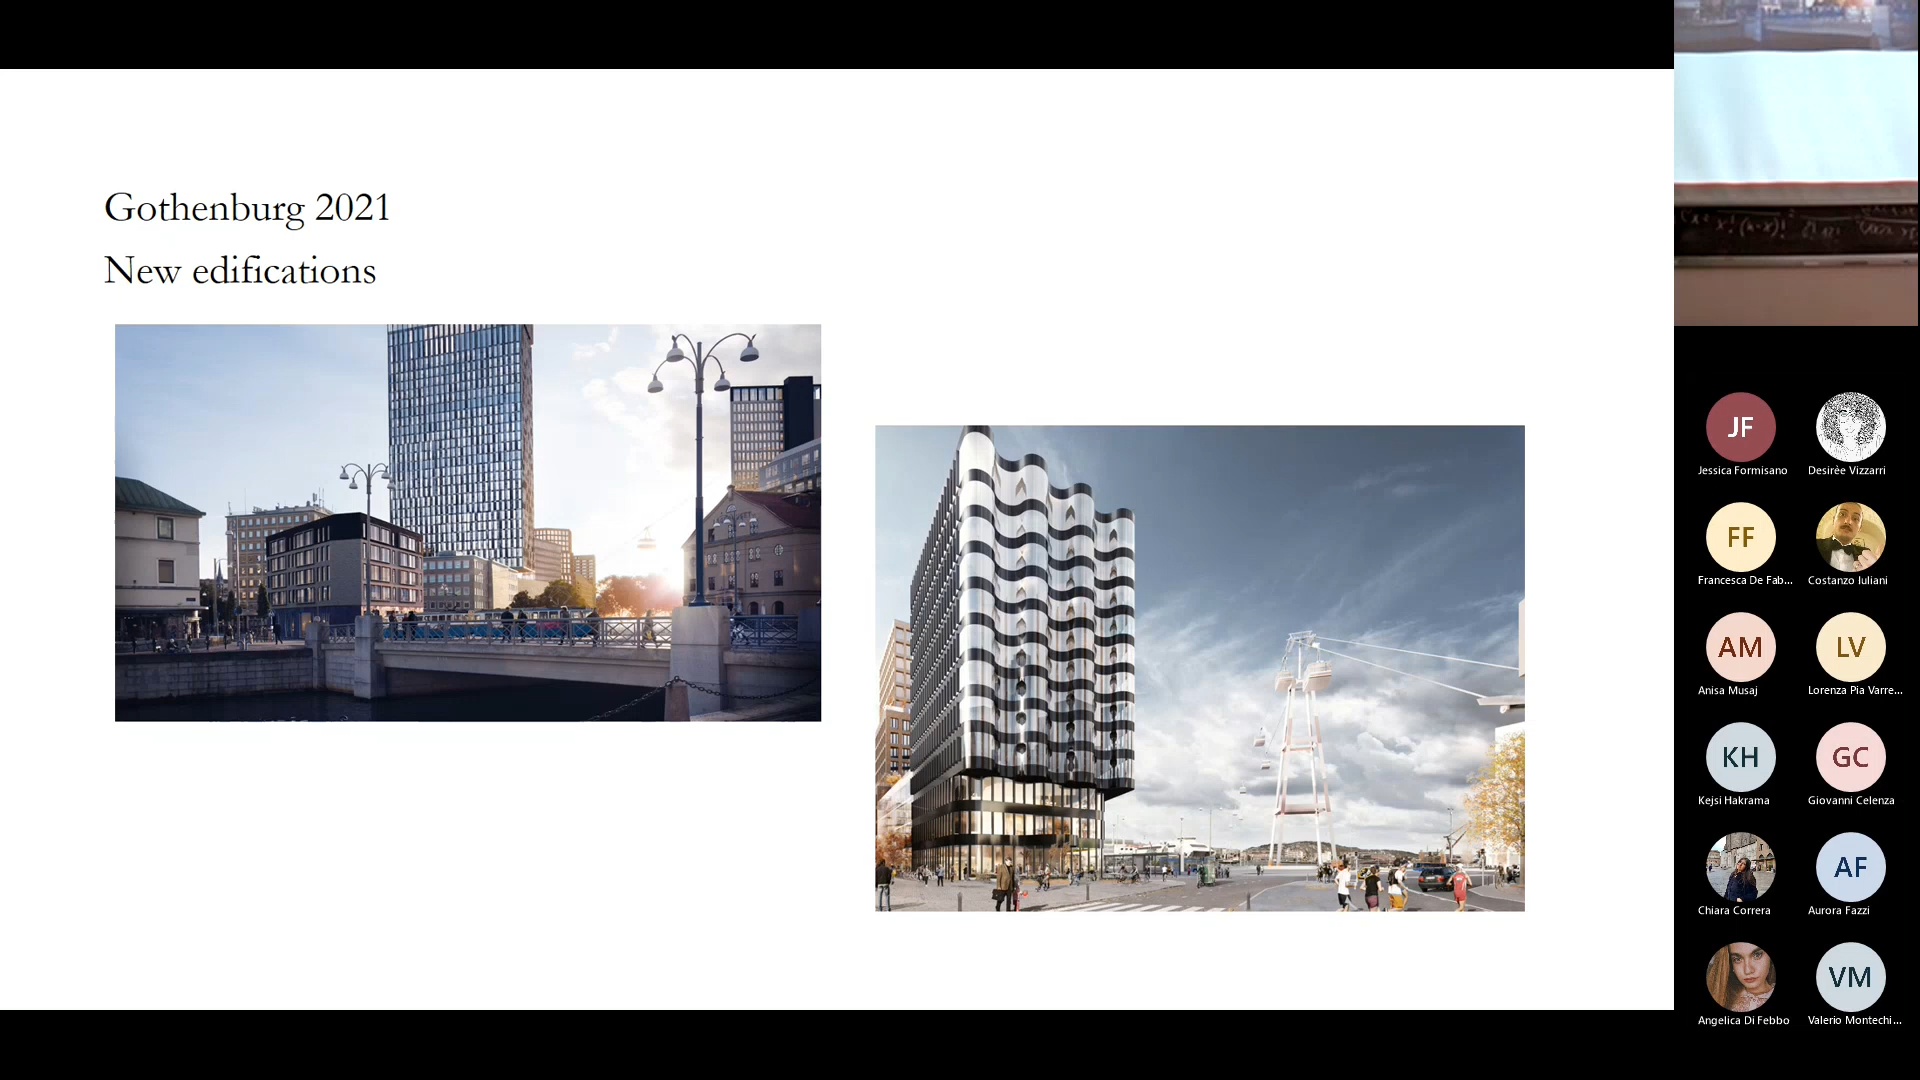 Gothenburg 2021
New edifications
JF
Jessica Formisano
Desirèe Vizzarri
FF
Francesca De Fab...
Costanzo Iuliani
AM
Anisa Musaj
LV
Lorenza Pia Varre...
KH
Kejsi Hakrama
GC
Giovanni Celenza
Chiara Correra
AF
Aurora Fazzi
Angelica Di Febbo
VM
Valerio Montechi...